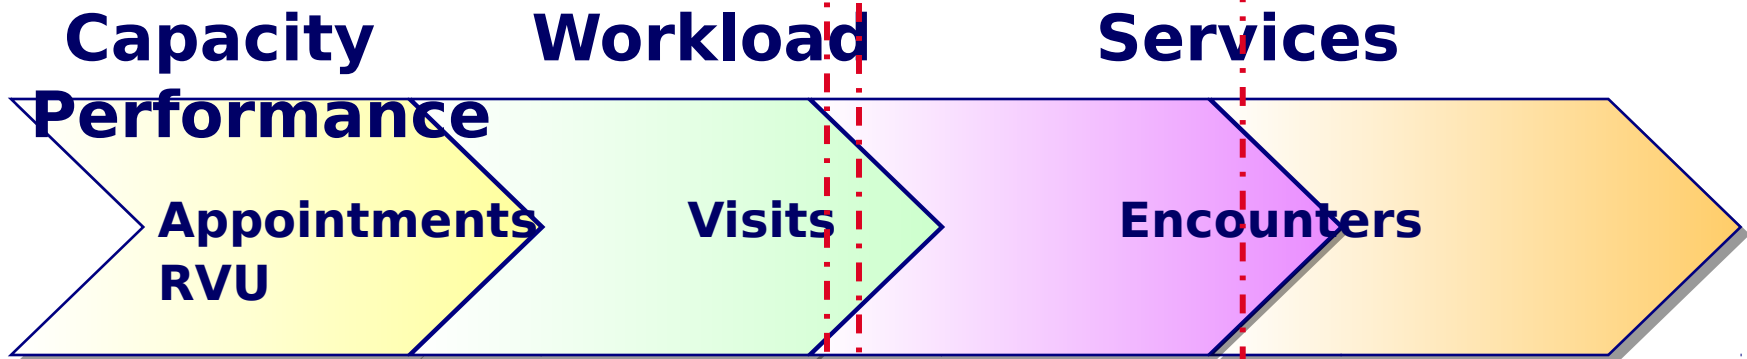 Capacity Workload Services
Performance
Appointments Visits Encounters
RVU